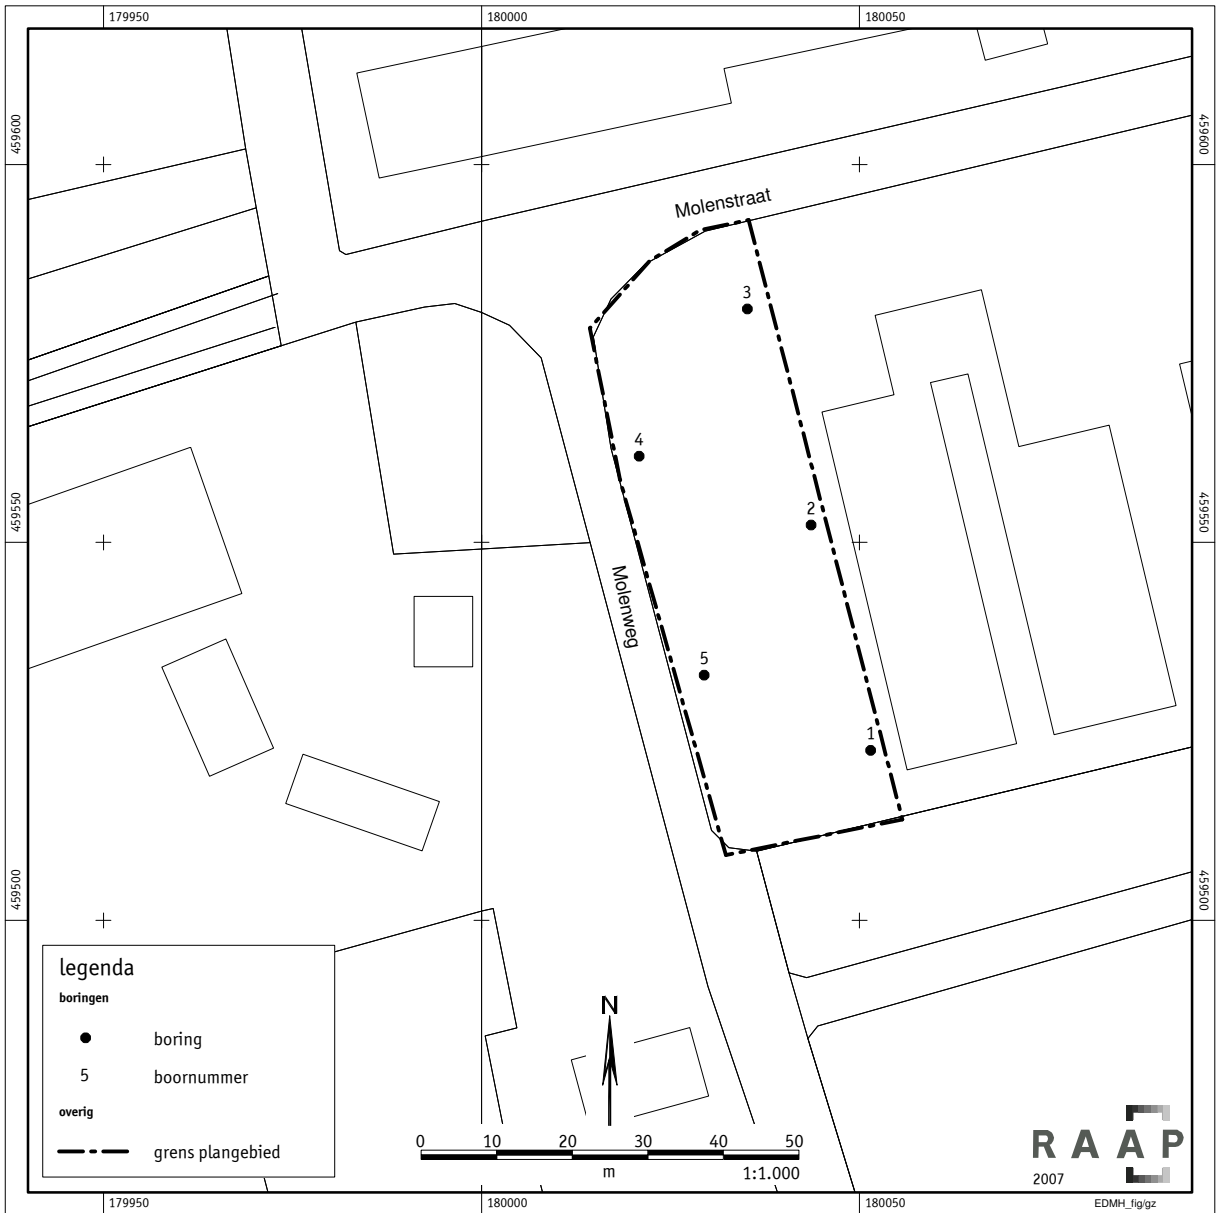 179950
180000
180050
459600
459600
Molenstraat
3
4
459550
459550
2
Molenweg
5
1
459500
459500
legenda
boringen
boring
5 boornummer
overig
grens plangebied
N
0 10 20 30 40 50
m 1:1.000
RAAP
2007
179950
180000
180050
EDMH_fig/gz